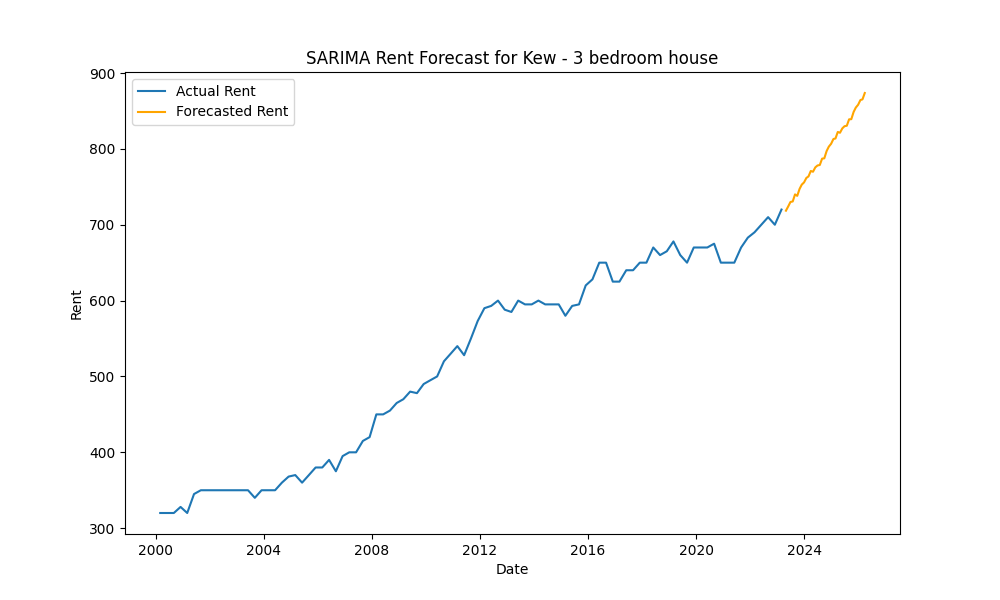 SARIMA Rent Forecast for Kew - 3 bedroom house
Actual Rent
Forecasted Rent
900
800
700
600
500
400
300
Rent
2000 2004 2008 2012 2016 2020 2024
Date